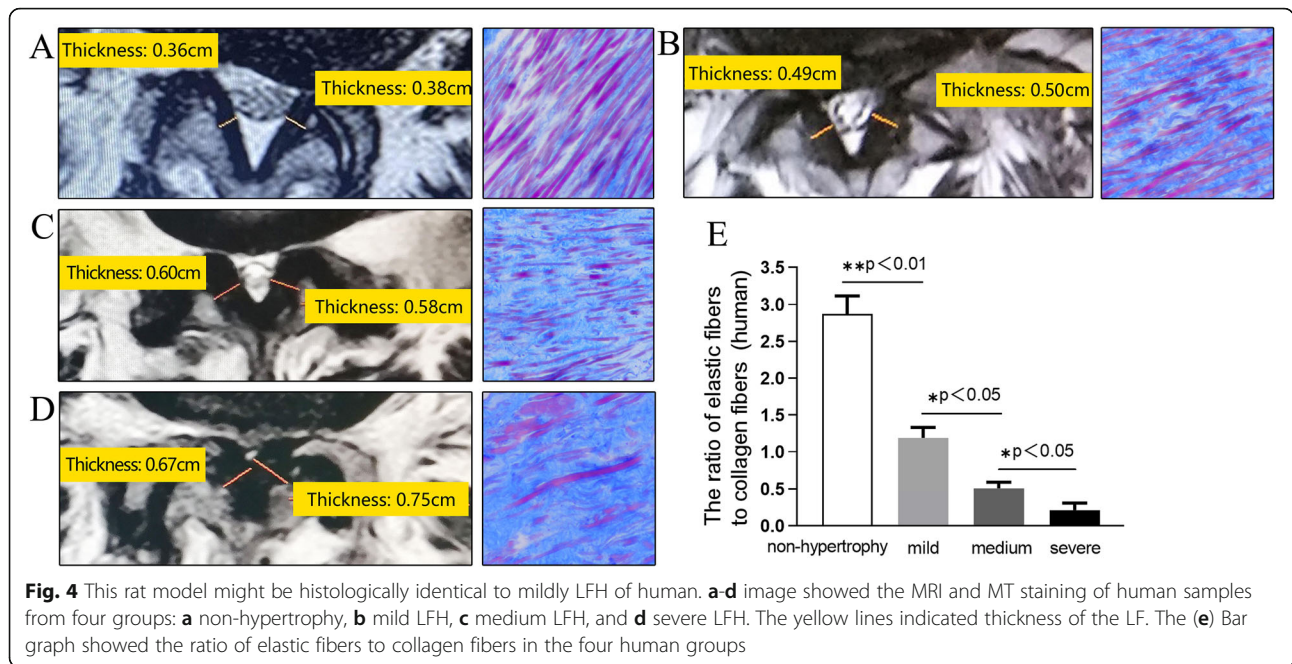 A
Thickness: 0.36cm
Thickness: 0.38cm
B
Thickness: 0.49cm
Thickness: 0.50cm
C
Thickness: 0.60cm
Thickness: 0.58cm
D
Thickness: 0.67cm
Thickness: 0.75cm
E
The ratio of elastic fibers
to collagen fibers (human)
3.5
3.0
2.5
2.0
1.5
1.0
0.5
0.0
**p<0.01
*p<0.05
*p<0.05
non-hypertrophy mild medium severe
Fig. 4 This rat model might be histologically identical to mildly LFH of human. a-d image showed the MRI and MT staining of human samples
from four groups: a non-hypertrophy, b mild LFH, c medium LFH, and d severe LFH. The yellow lines indicated thickness of the LF. The (e) Bar
graph showed the ratio of elastic fibers to collagen fibers in the four human groups